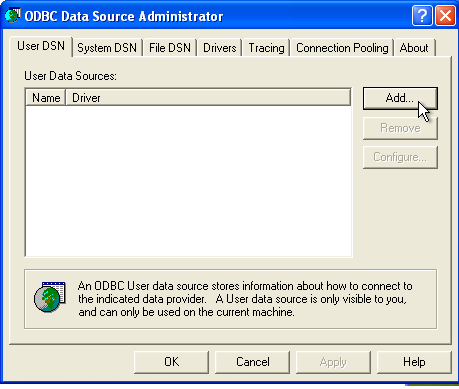 ODBC Data Source Administrator
User DSN System DSN File DSN Drivers Tracing Connection Pooling About
User Data Sources:
Name Driver
Add...
Remove
Configure...
An ODBC User data source stores information about how to connect to
the indicated data provider. A User data source is only visible to you,
and can only be used on the current machine.
OK Cancel Apply Help